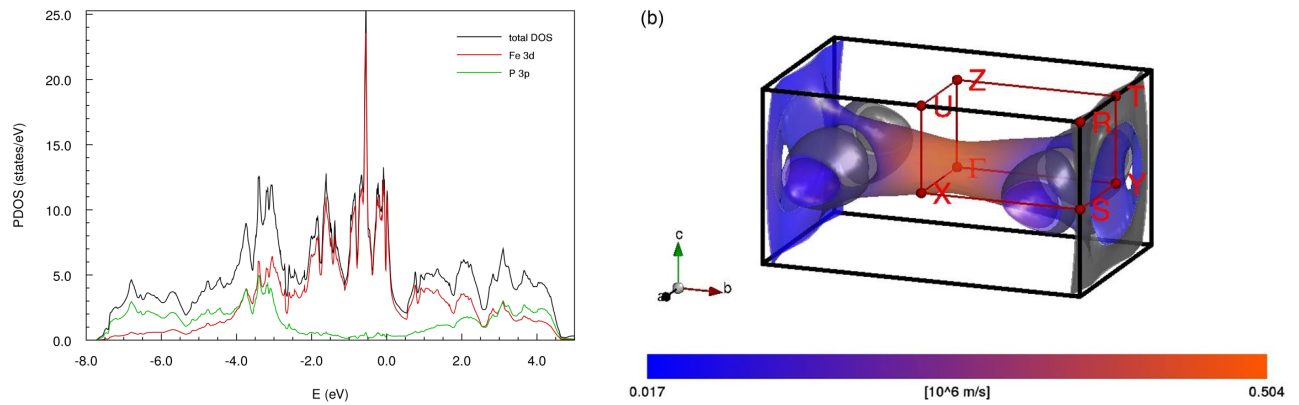 25.0
20.0
15.0
10.0
5.0
0.0
PDOS (states/eV)
total DOS
Fe 3d
P 3p
-8.0 -6.0 -4.0 -2.0 0.0 2.0 4.0
E (eV)
(b)
Z
T
U
R
Γ
X
Y
S
c
a
b
0.017 [10^6 m/s] 0.504